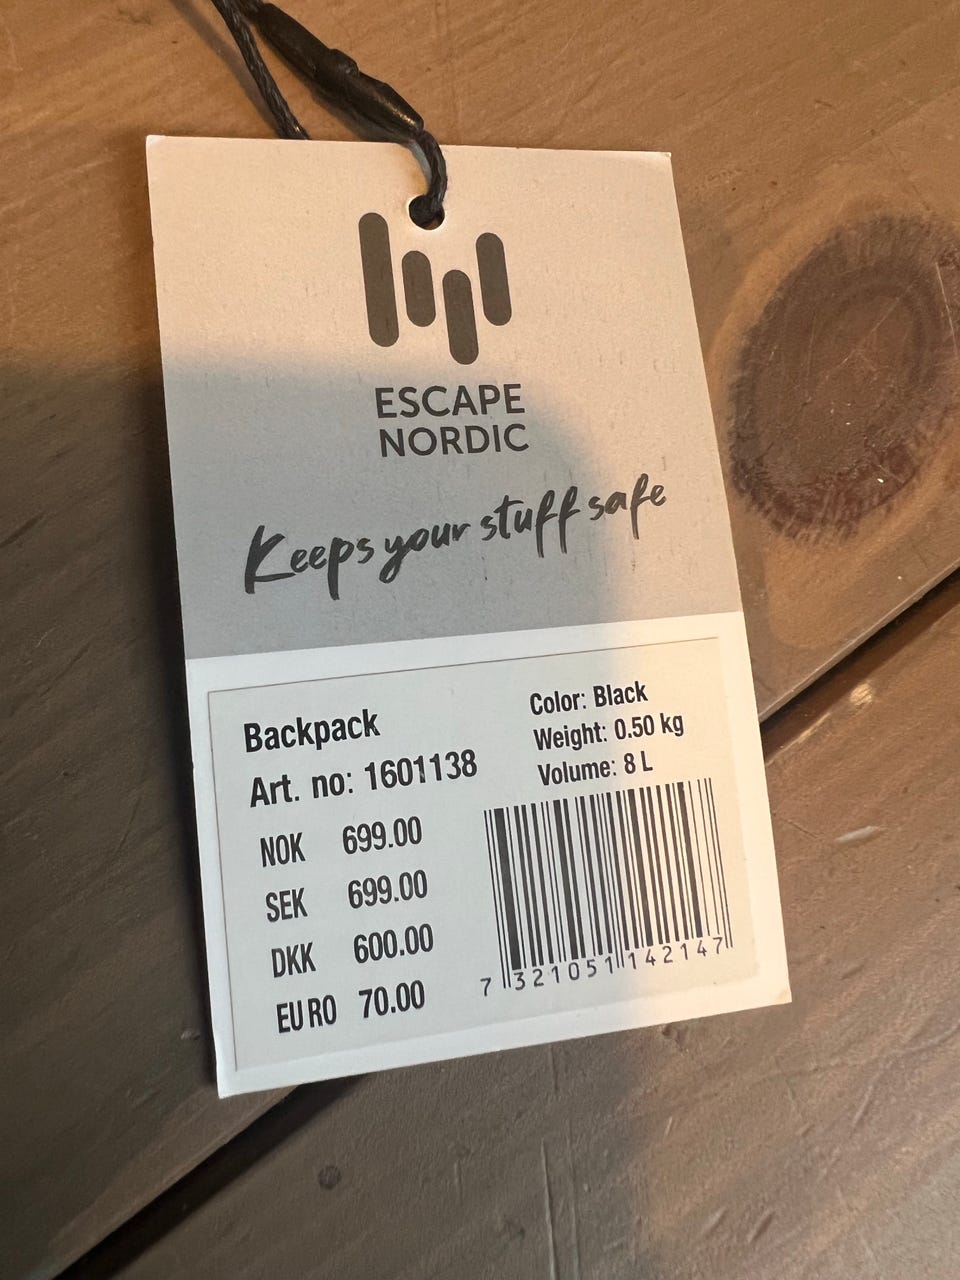 ESCAPE
NORDIC
Keeps your stuff safe
Backpack
Art. no: 1601138
NOK 699.00
SEK 699.00
DKK 600.00
EURO 70.00
Color: Black
Weight: 0.50 kg
Volume: 8 L
7 321051 142147